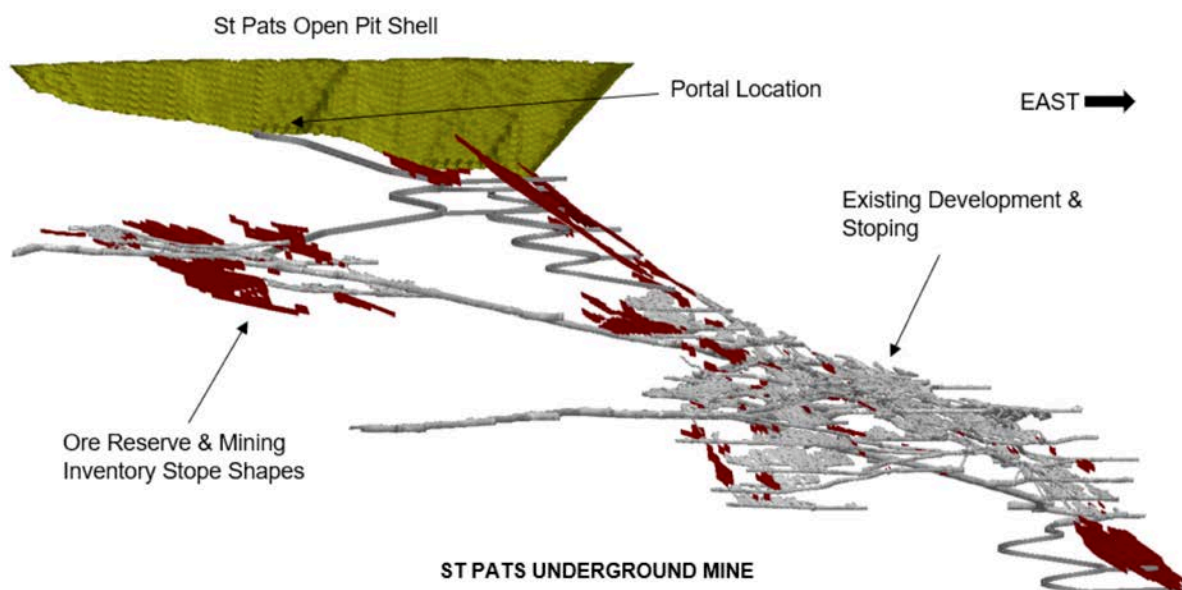 St Pats Open Pit Shell
Portal Location
EAST
Existing Development &
Stoping
Ore Reserve & Mining
Inventory Stope Shapes
ST PATS UNDERGROUND MINE